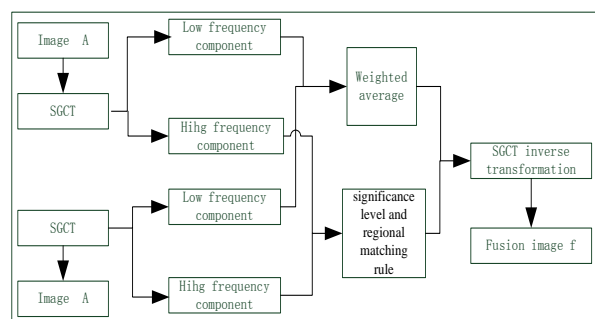 Image A
SGCT
Low frequency
component
Hihg frequency
component
Weighted
average
SGCT inverse
transformation
Fusion image f
SGCT
Image A
Low frequency
component
Hihg frequency
component
significance
level and
regional
matching
rule